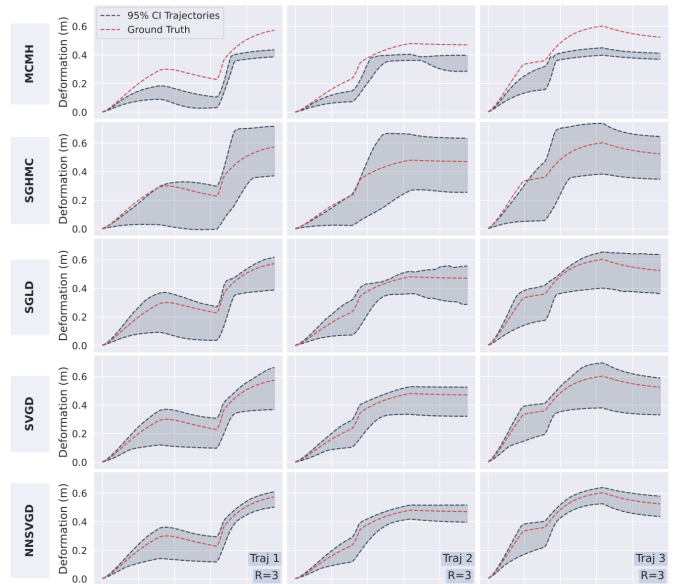 95% CI Trajectories
Ground Truth
MCMH
Deformation (m)
0.6
0.4
0.2
0.0
SGHMC
Deformation (m)
0.6
0.4
0.2
0.0
SGLD
Deformation (m)
0.6
0.4
0.2
0.0
SVGD
Deformation (m)
0.6
0.4
0.2
0.0
NNSVGD
Deformation (m)
0.6
0.4
0.2
0.0
Traj 1
R=3
Traj 2
R=3
Traj 3
R=3